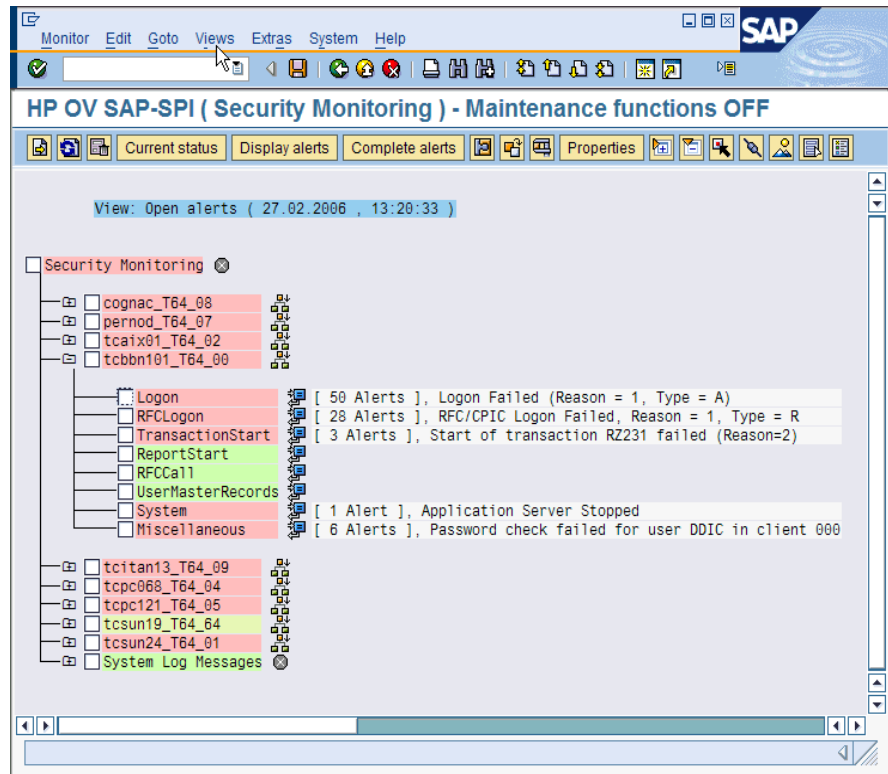 Monitor Edit Goto Views Extras System Help
SAP
HP OV SAP-SPI ( Security Monitoring ) - Maintenance functions OFF
Current status Display alerts Complete alerts Properties
View: Open alerts ( 27.02.2006 , 13:20:33 )
Security Monitoring
cognac_T64_08
pernod_T64_07
tcaix01_T64_02
tcbbn101_T64_00
Logon [ 50 Alerts ], Logon Failed (Reason = 1, Type = A)
RFCLogon [ 28 Alerts ], RFC/CPIC Logon Failed, Reason = 1, Type = R
TransactionStart [ 3 Alerts ], Start of transaction RZ231 failed (Reason=2)
ReportStart
RFCCall
UserMasterRecords
System [ 1 Alert ], Application Server Stopped
Miscellaneous [ 6 Alerts ], Password check failed for user DDIC in client 000
tcitan13_T64_09
tcpc068_T64_04
tcpc121_T64_05
tcsun19_T64_64
tcsun24_T64_01
System Log Messages